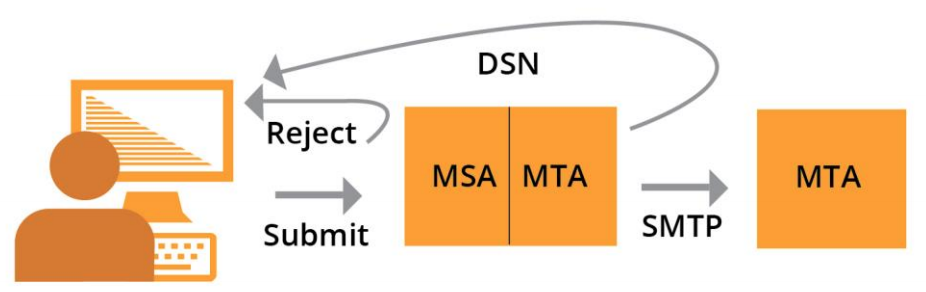 DSN
Reject
MSA MTA
MTA
Submit
SMTP